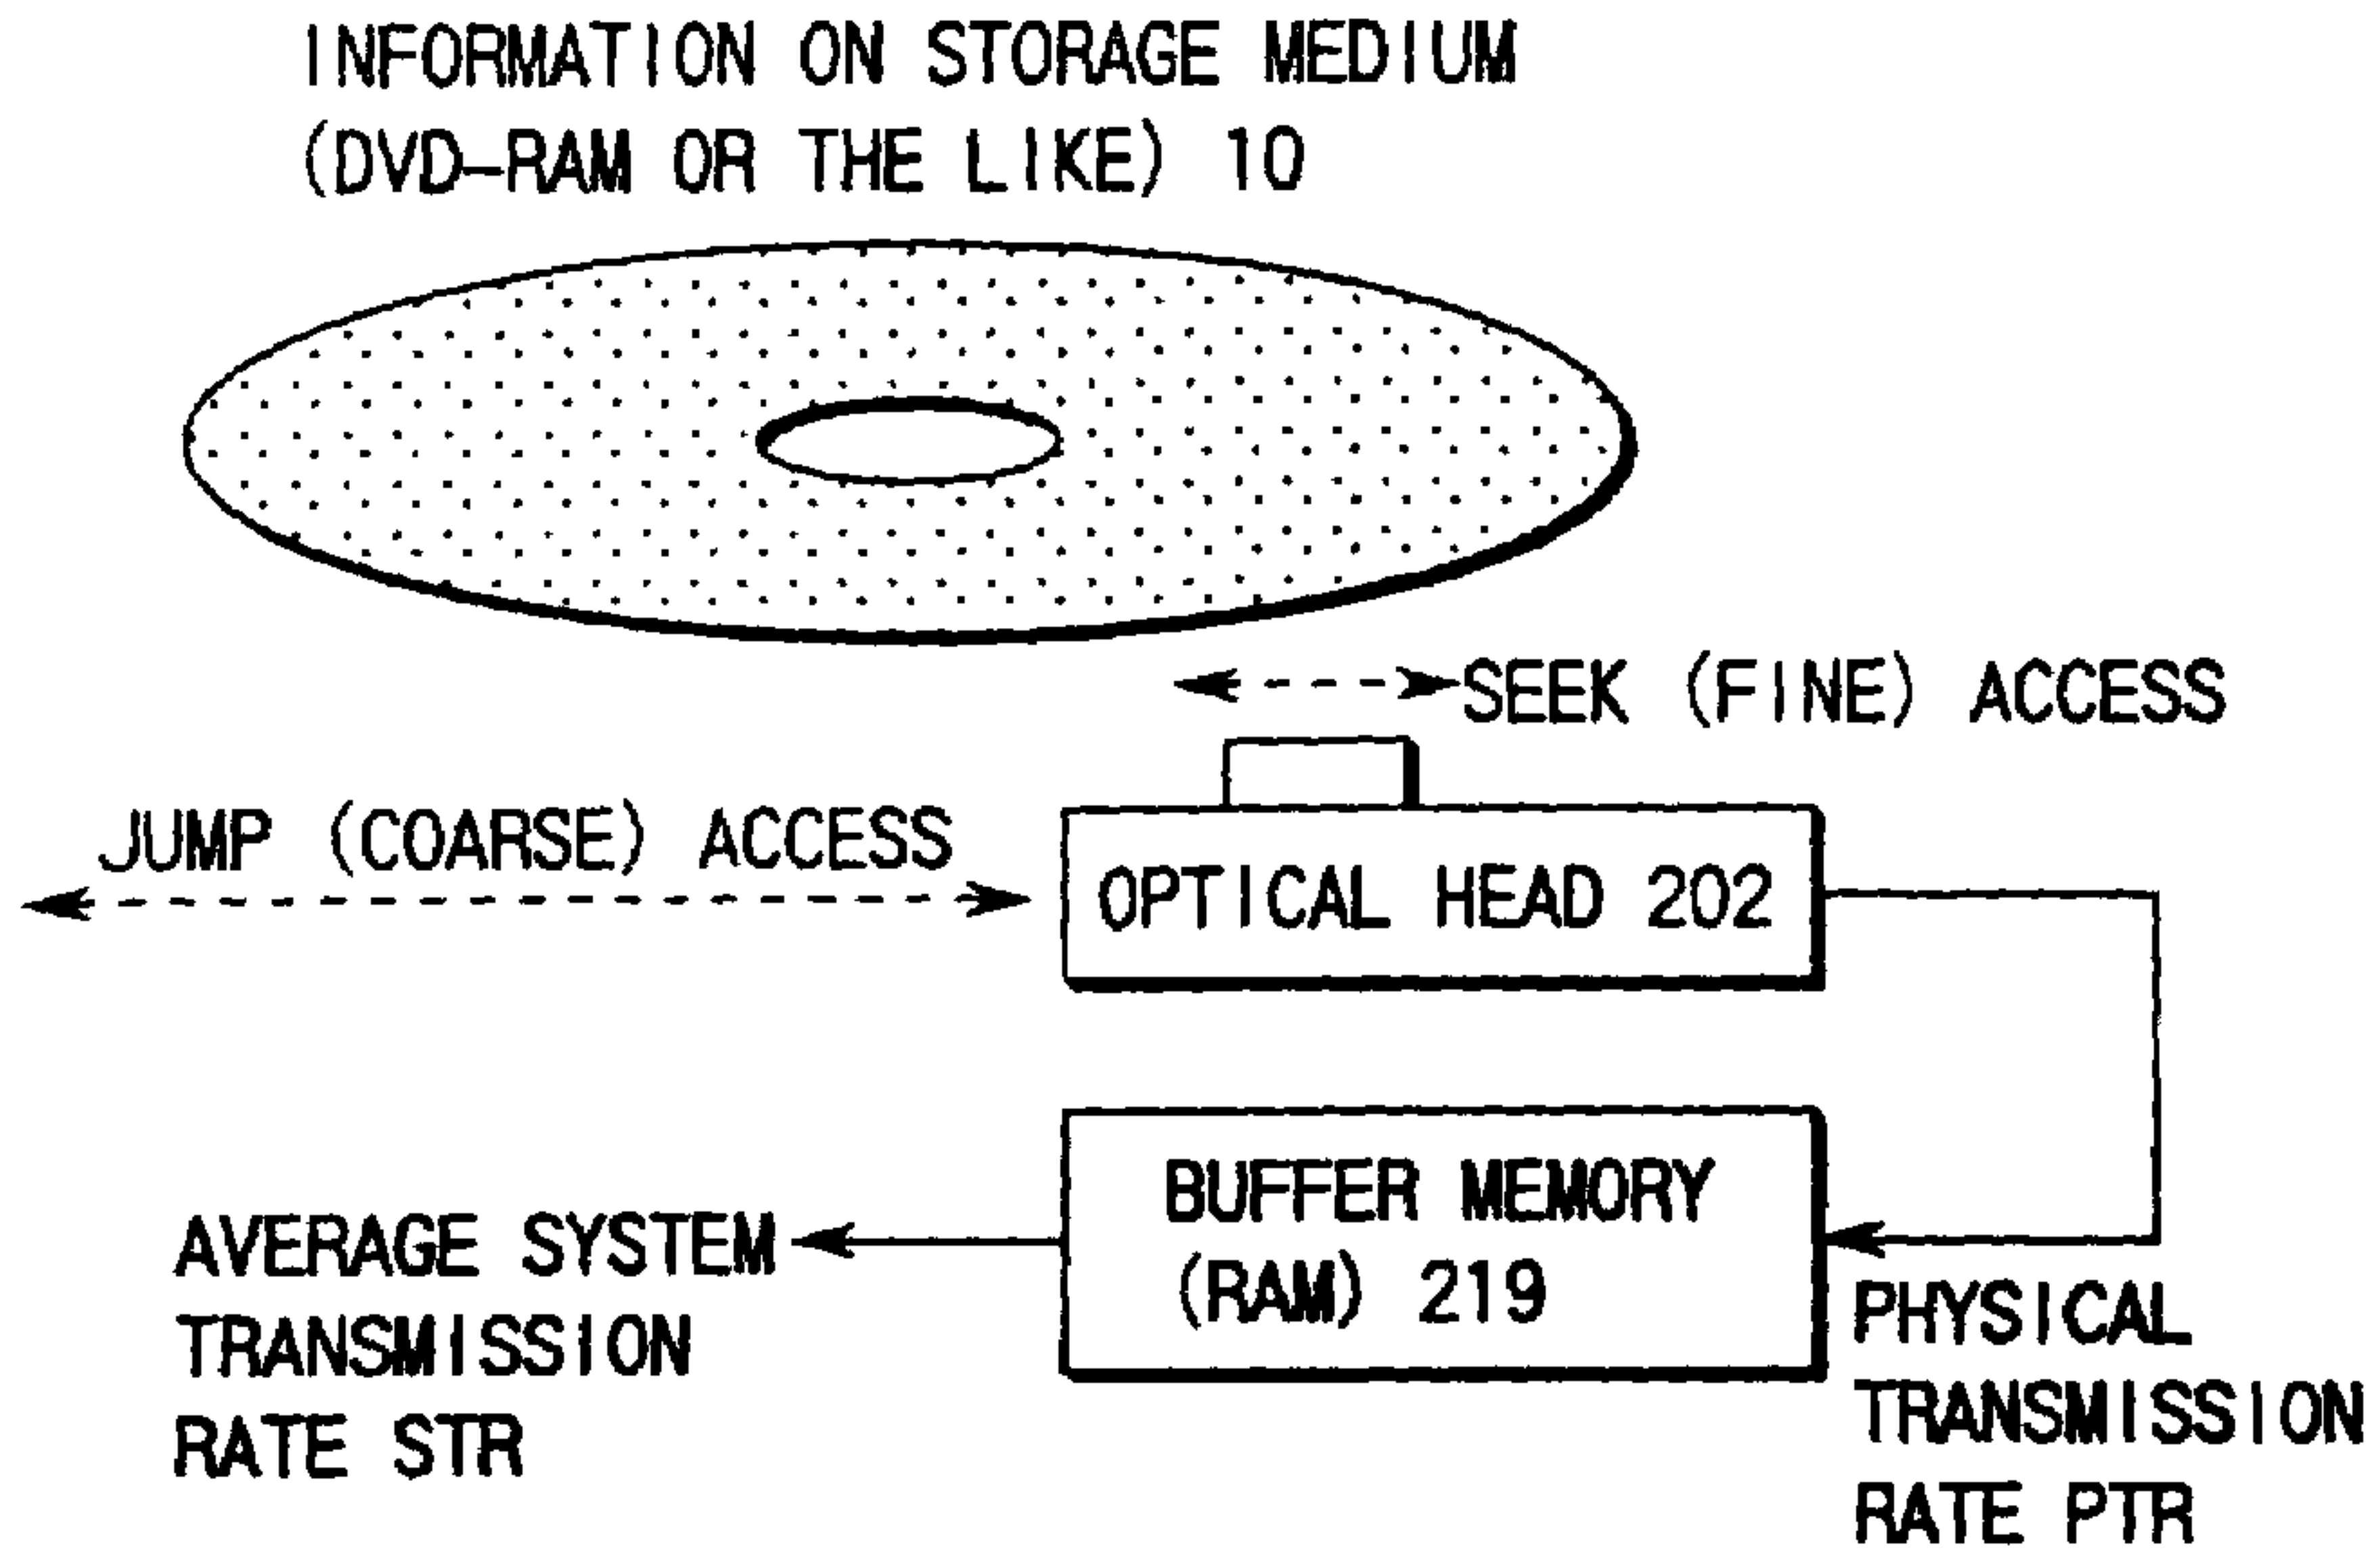 INFORMATION ON STORAGE MEDIUM
(DVD-RAM OR THE LIKE) 10
SEEK (FINE) ACCESS
JUMP (COARSE) ACCESS
OPTICAL HEAD 202
BUFFER MEMORY
(RAM) 219
AVERAGE SYSTEM
TRANSMISSION
RATE STR
PHYSICAL
TRANSMISSION
RATE PTR